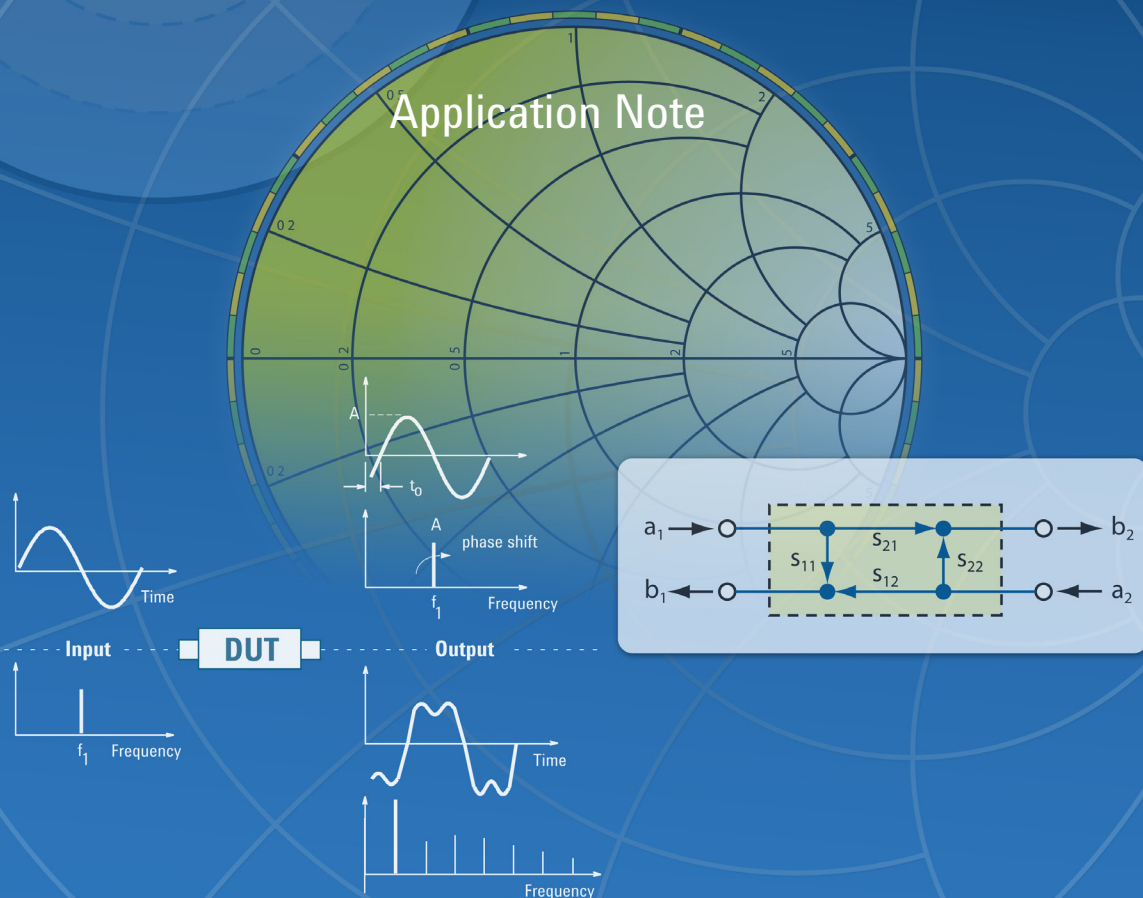 Application Note
1
0 5
2
0 2
5
0
0 2
0 5
1
2
5
0 2
5
A
t0
A
phase shift
f1
Frequency
Time
Input
DUT
Output
f1
Frequency
Time
Frequency
a1
s21
b2
s11
s22
s12
b1
a2